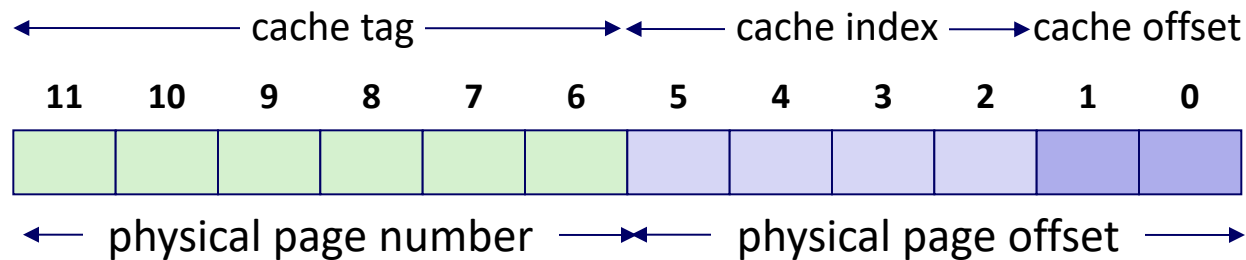 cache tag cache index cache offset
11 10 9 8 7 6 5 4 3 2 1 0
physical page number physical page offset